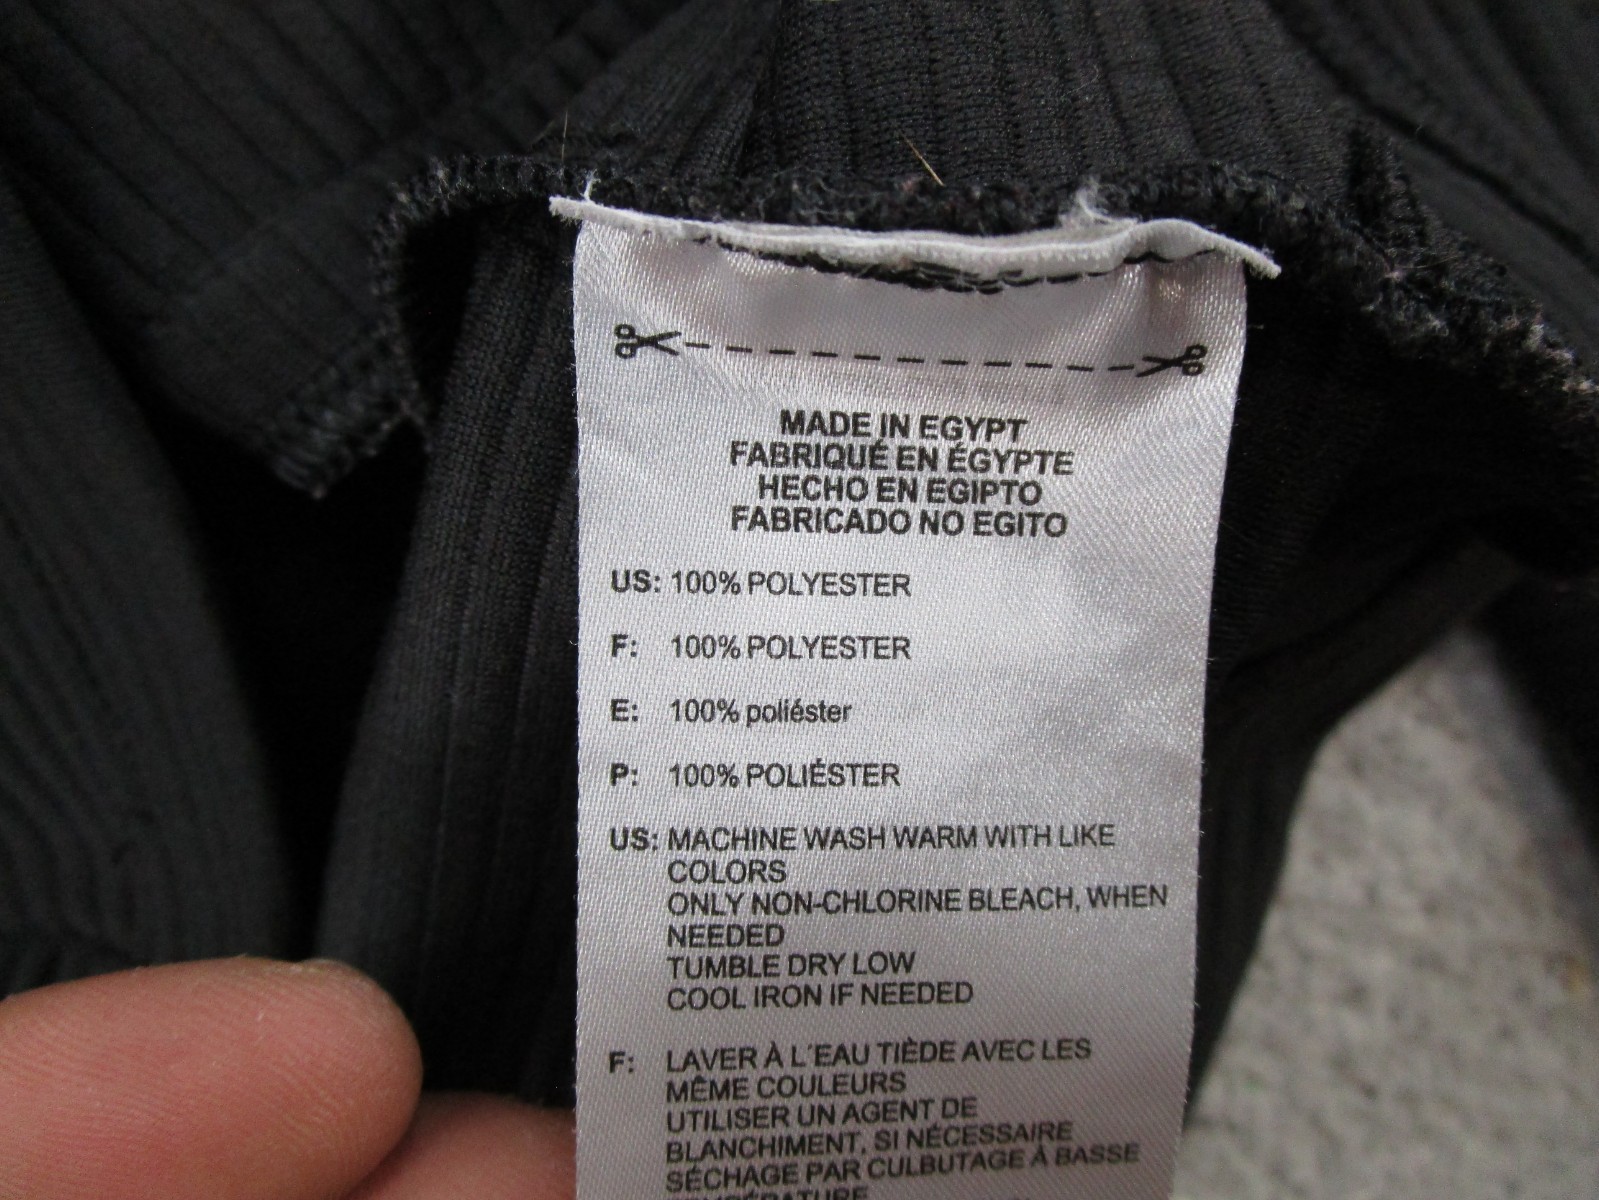 MADE IN EGYPT
FABRIQUÉ EN ÉGYPTE
HECHO EN EGIPTO
FABRICADO NO EGITO
US: 100% POLYESTER
F: 100% POLYESTER
E: 100% poliéster
P: 100% POLIÉSTER
US: MACHINE WASH WARM WITH LIKE
COLORS
ONLY NON-CHLORINE BLEACH, WHEN
NEEDED
TUMBLE DRY LOW
COOL IRON IF NEEDED
F: LAVER À L´EAU TIÈDE AVEC LES
MÊME COULEURS
UTILISER UN AGENT DE
BLANCHIMENT, SI NÉCESSAIRE
SÉCHAGE PAR CULBUTAGE À BASSE
TEMPÉRATURE